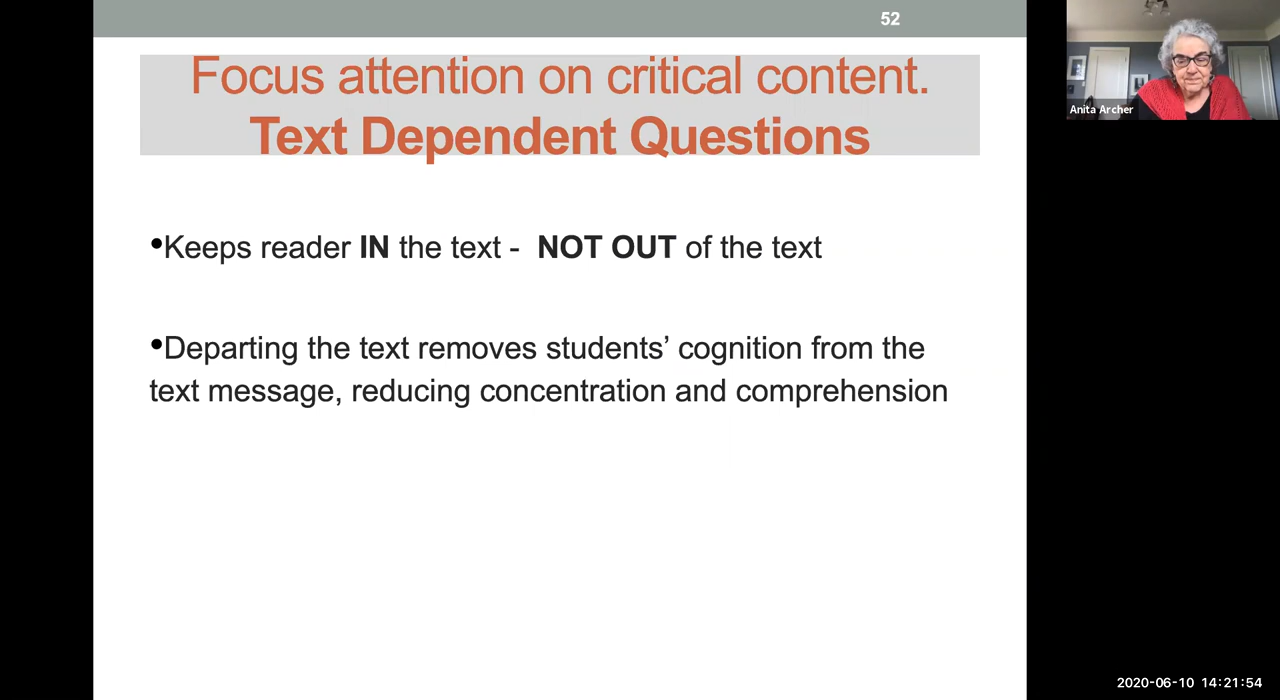 52
Focus attention on critical content.
Text Dependent Questions
Anita Archer
•Keeps reader IN the text - NOT OUT of the text
•Departing the text removes students’ cognition from the
text message, reducing concentration and comprehension
2020-06-10 14:21:54